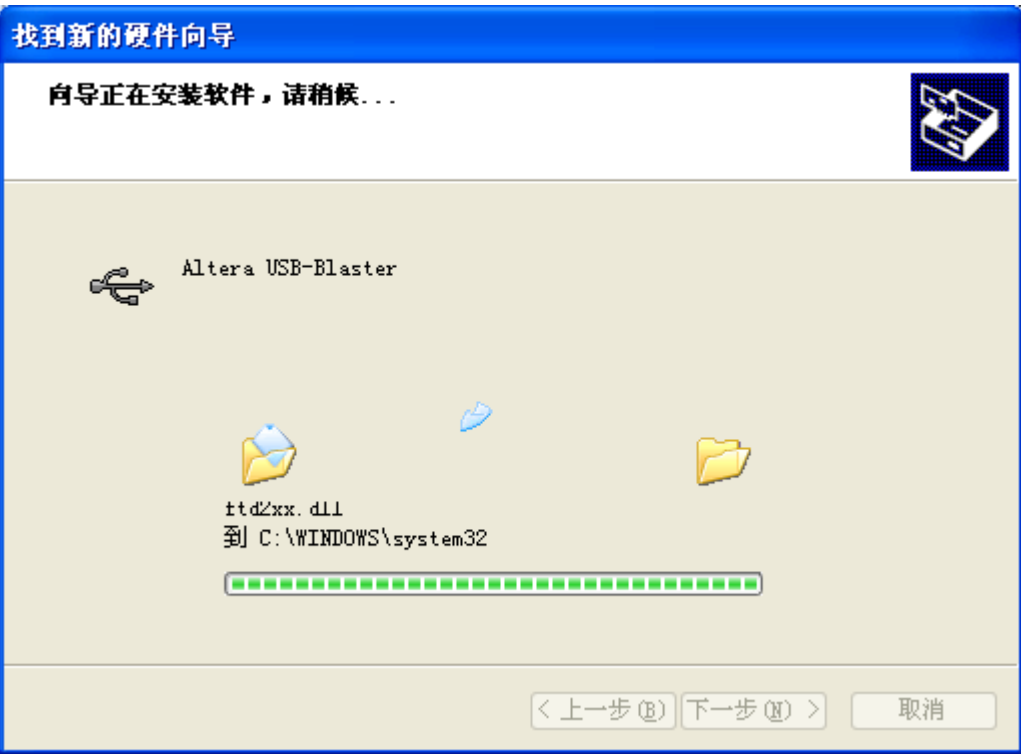 找到新的硬件向导
向导正在安装软件，请稍候...
Altera USB-Blaster
ftd2xx.dll
到 C:\WINDOWS\system32
< 上一步(B)
下一步(N) >
取消